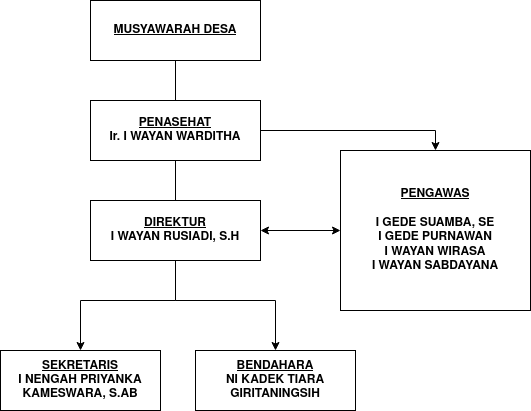 MUSYAWARAH DESA
PENASEHAT
Ir. I WAYAN WARDITHA
PENGAWAS
I GEDE SUAMBA, SE
I GEDE PURNAWAN
I WAYAN WIRASA
I WAYAN SABDAYANA
DIREKTUR
I WAYAN RUSIADI, S.H
SEKRETARIS
I NENGAH PRIYANKA
KAMESWARA, S.AB
BENDAHARA
NI KADEK TIARA
GIRITANINGSIH